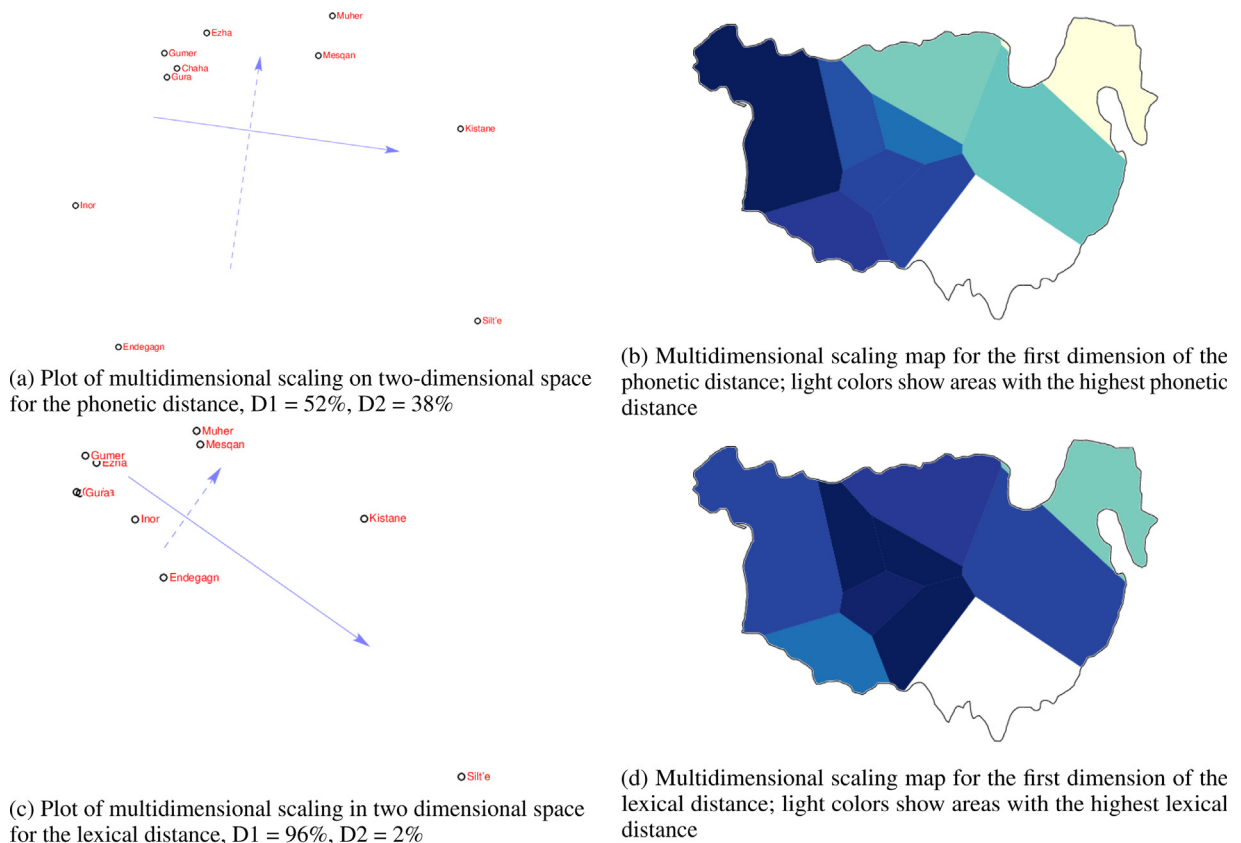 Muher
Ezha
Gumer
Mesqan
Chaha
Gura
Kistane
Inor
Silt'e
Endegagn
(a) Plot of multidimensional scaling on two-dimensional space
for the phonetic distance, D1 = 52%, D2 = 38%
(b) Multidimensional scaling map for the first dimension of the
phonetic distance; light colors show areas with the highest phonetic
distance
Muher
Mesqan
Gumer
Ezha
Gura
Inor
Kistane
Endegagn
Silt'e
(c) Plot of multidimensional scaling in two dimensional space
for the lexical distance, D1 = 96%, D2 = 2%
(d) Multidimensional scaling map for the first dimension of the
lexical distance; light colors show areas with the highest lexical
distance